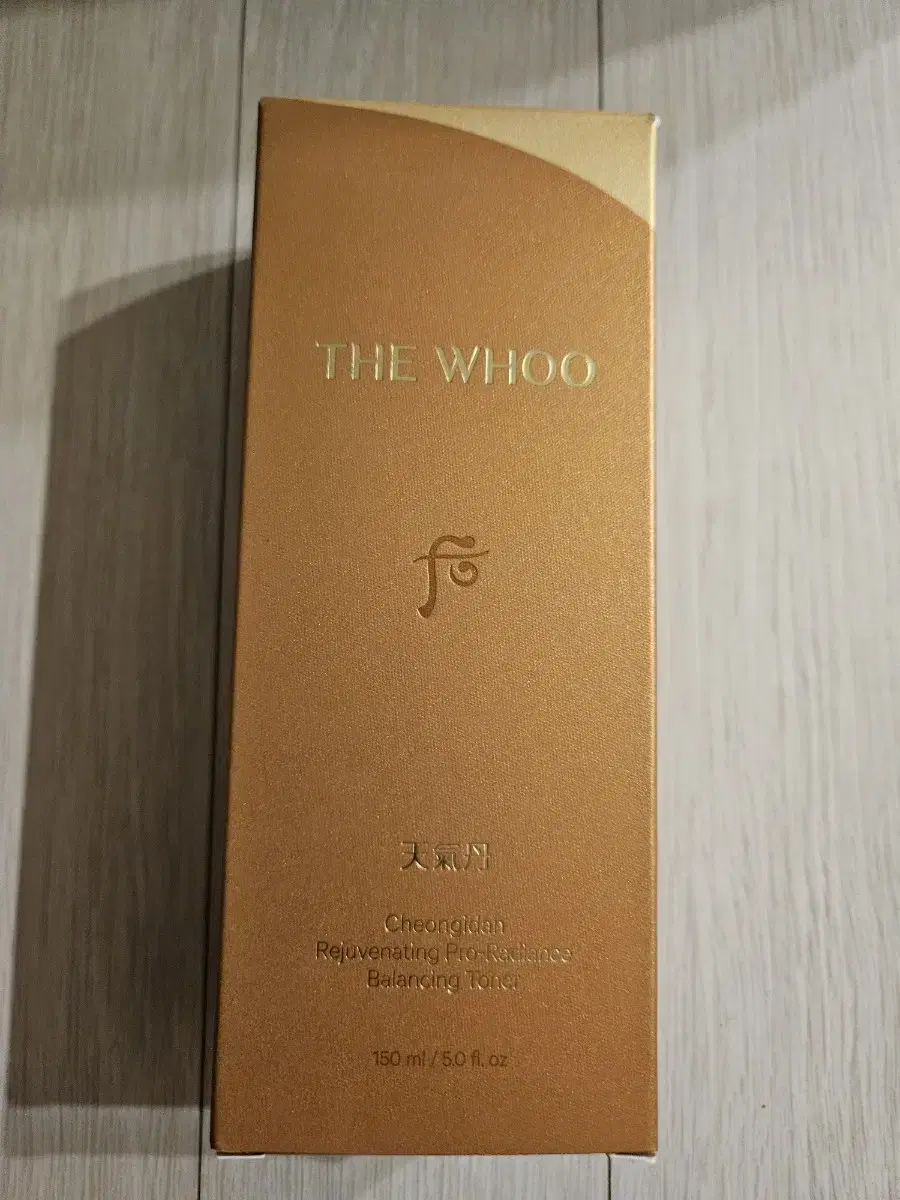 THE WHOO
天氣丹
Cheongidan
Rejuvenating Pro-Radiance
Balancing Toner
150 ml / 5.0 fl. oz